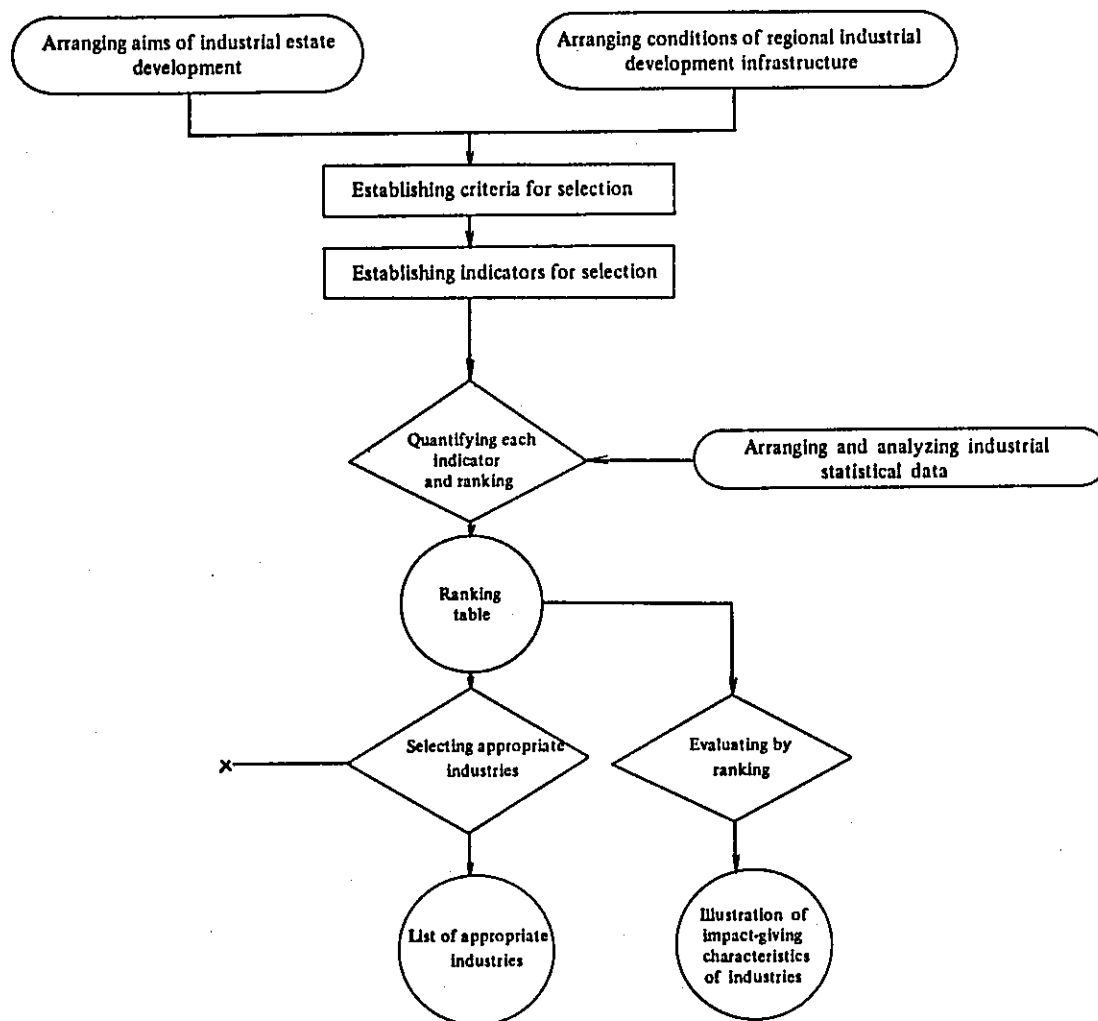 Arranging aims of industrial estate
development
Arranging conditions of regional industrial
development infrastructure
Establishing criteria for selection
Establishing indicators for selection
Quantifying each
indicator
and ranking
Arranging and analyzing industrial
statistical data
Ranking
table
x
Selecting appropriate
industries
Evaluating by
ranking
List of appropriate
industries
Illustration of
impact-giving
characteristics
of industries